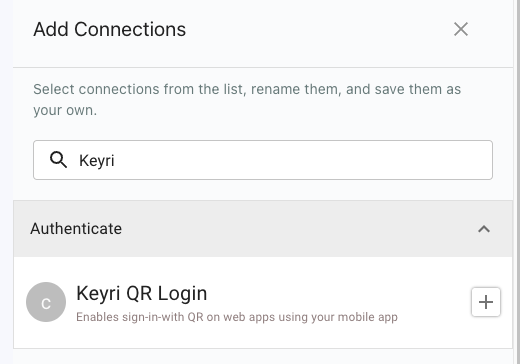 Add Connections
Select connections from the list, rename them, and save them as
your own.
Keyri
Authenticate
C
Keyri QR Login
Enables sign-in-with QR on web apps using your mobile app